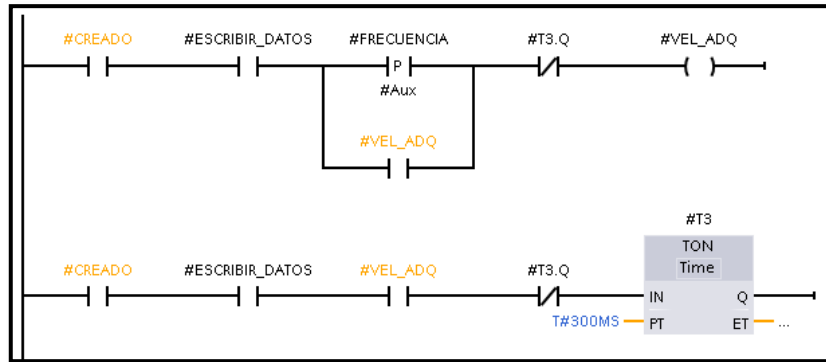 #CREADO #ESCRIBIR_DATOS #FRECUENCIA #T3.Q #VEL_ADQ
P
#Aux
#VEL_ADQ
#T3
TON
Time
#CREADO #ESCRIBIR_DATOS #VEL_ADQ #T3.Q
IN Q
T#300MS PT ET ...